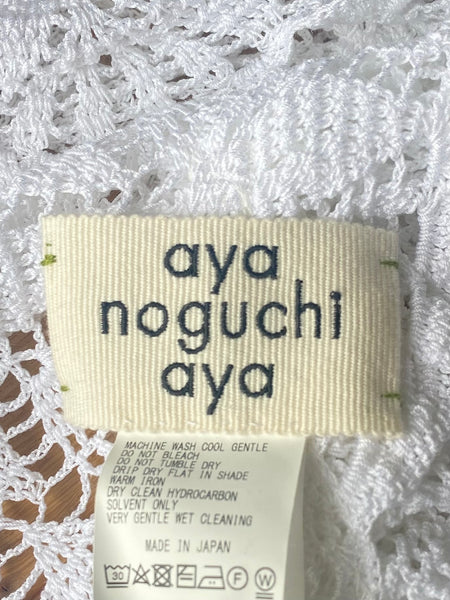 aya
noguchi
aya
MACHINE WASH COOL GENTLE
DO NOT BLEACH
DO NOT TUMBLE DRY
DRIP DRY FLAT IN SHADE
WARM IRON
DRY CLEAN HYDROCARBON
SOLVENT ONLY
VERY GENTLE WET CLEANING
MADE IN JAPAN
30 F W